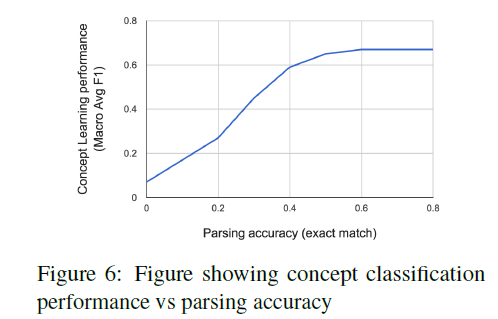 0.8
0.6
0.4
0.2
0
Concept Learning performance
(Macro Avg F1)
0 0.2 0.4 0.6 0.8
Parsing accuracy (exact match)
Figure 6: Figure showing concept classification
performance vs parsing accuracy